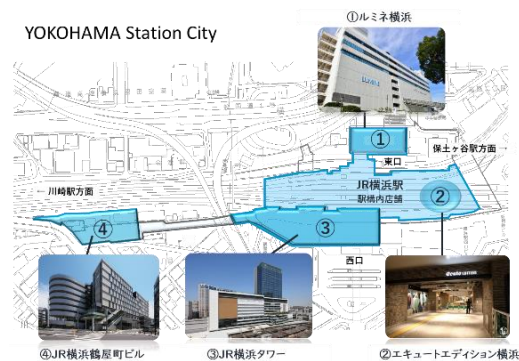 YOKOHAMA Station City
①ルミネ横浜
LUMINE
①
保土ヶ谷駅方面→
東口
←川崎駅方面
JR横浜駅
駅構内店舗
②
④
③
西口
④JR横浜鶴屋町ビル
③JR横浜タワー
②エキュートエディション横浜